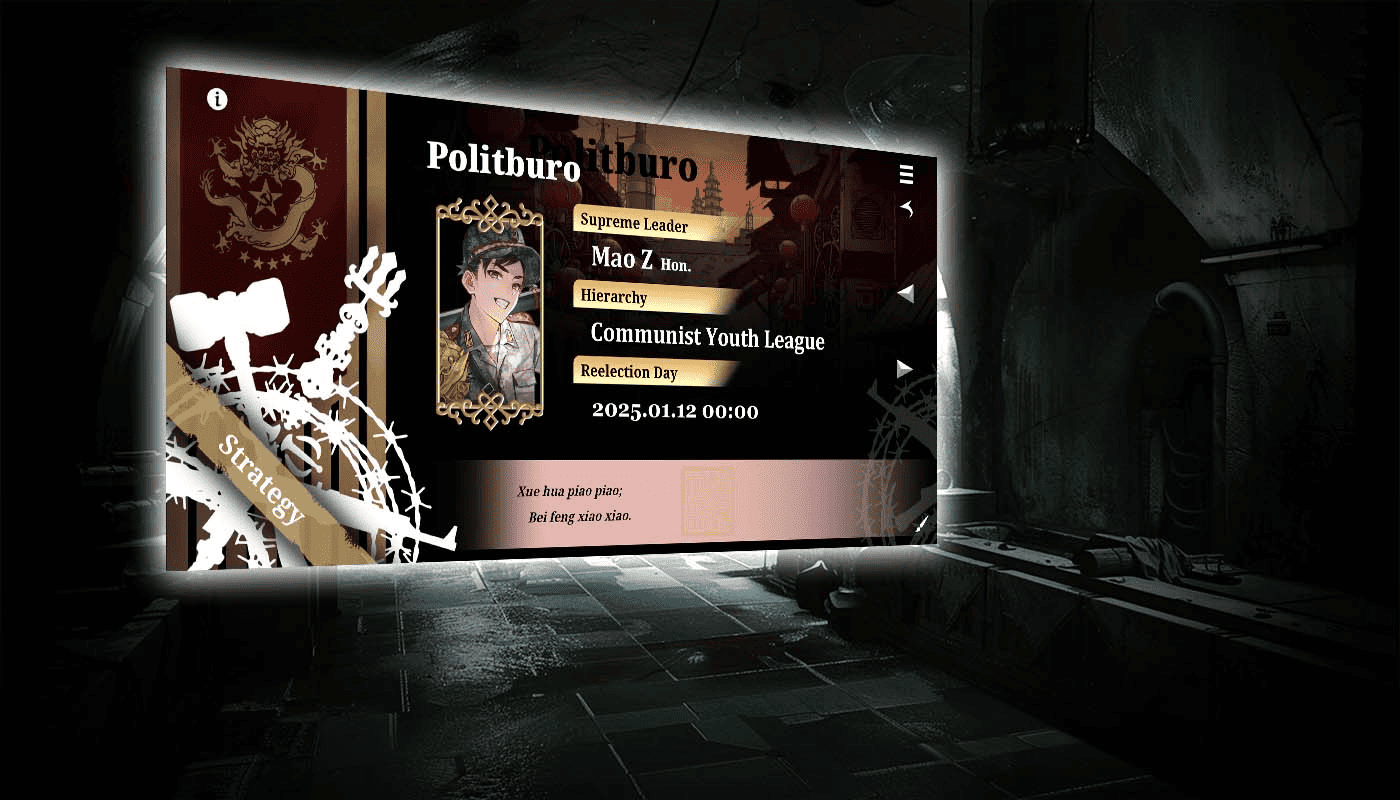 i
Politburo
Politburo
Supreme Leader
Mao Z Hon.
Hierarchy
Communist Youth League
Reelection Day
2025.01.12 00:00
Strategy
Xue hua piao piao;
Bei feng xiao xiao.